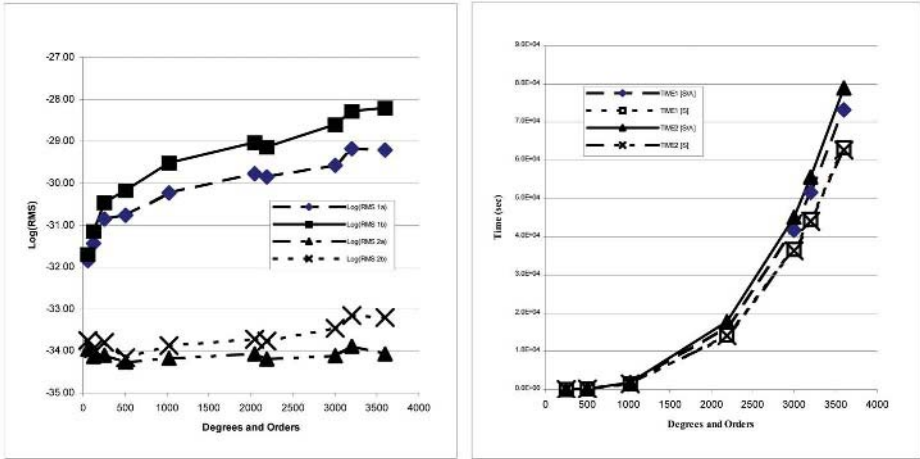 -27.00
-28.00
-29.00
-30.00
-31.00
-32.00
-33.00
-34.00
-35.00
Log(RMS)
0 500 1000 1500 2000 2500 3000 3500 4000
Degrees and Orders
Log(RMS 1a)
Log(RMS 1b)
Log(RMS 2a)
Log(RMS 2b)
9.0E+04
8.0E+04
7.0E+04
6.0E+04
5.0E+04
4.0E+04
3.0E+04
2.0E+04
1.0E+04
0.0E+00
Time (sec)
0 500 1000 1500 2000 2500 3000 3500 4000
Degrees and Orders
TIME1 [S/A]
TIME1 [S]
TIME2 [S/A]
TIME2 [S]